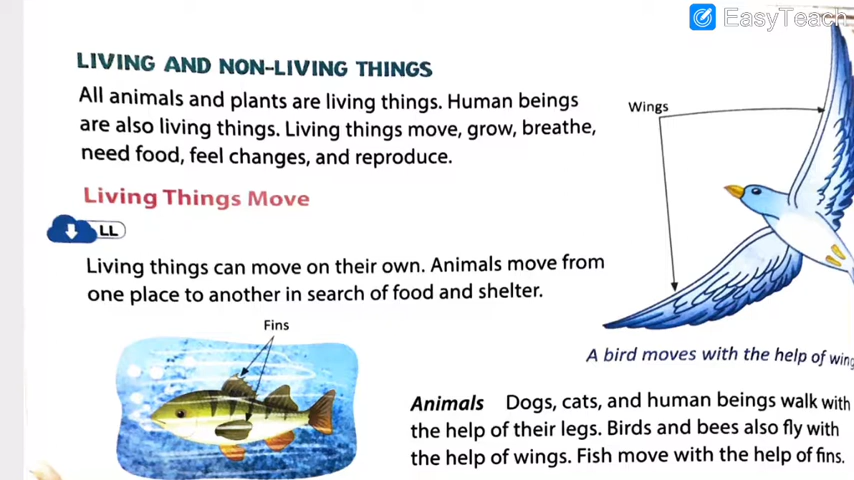 EasyTeach
LIVING AND NON-LIVING THINGS
All animals and plants are living things. Human beings
are also living things. Living things move, grow, breathe,
need food, feel changes, and reproduce.
Wings
Living Things Move
LL
Living things can move on their own. Animals move from
one place to another in search of food and shelter.
Fins
A bird moves with the help of wing
Animals Dogs, cats, and human beings walk with
the help of their legs. Birds and bees also fly with
the help of wings. Fish move with the help of fins.